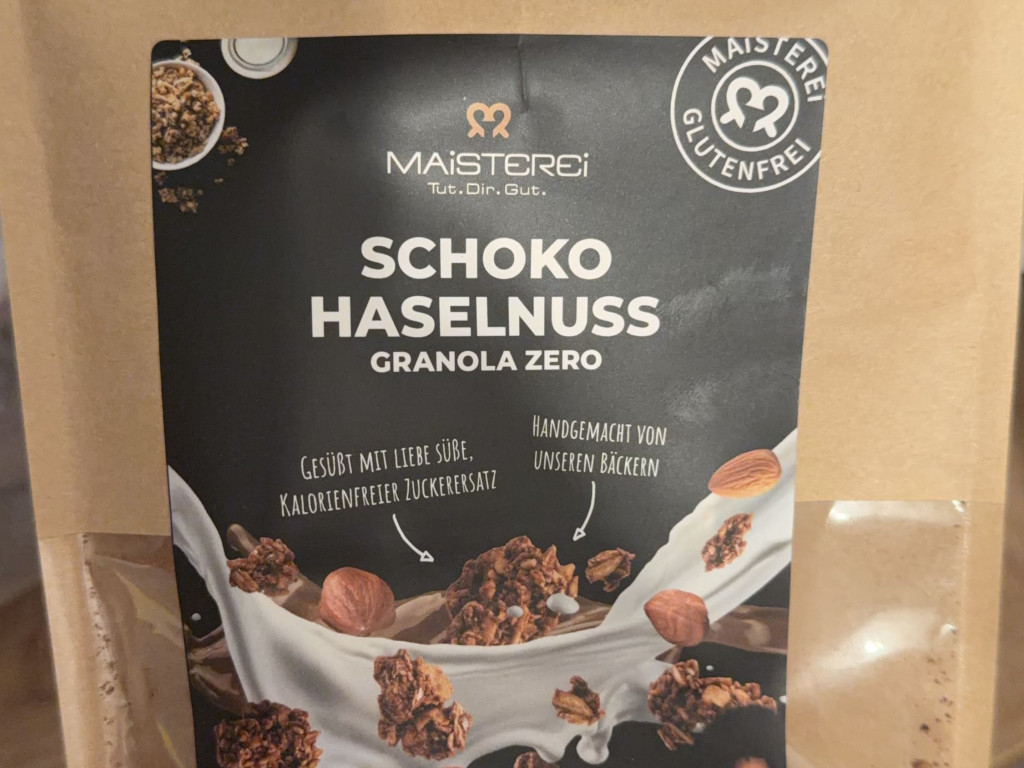 MAiSTEREI
GLUTENFREI
MAiSTEREi
Tut.Dir.Gut.
SCHOKO
HASELNUSS
GRANOLA ZERO
GESÜßT MIT LIEBE SÜßE,
KALORIENFREIER ZUCKERERSATZ
HANDGEMACHT VON
UNSEREN BÄCKERN